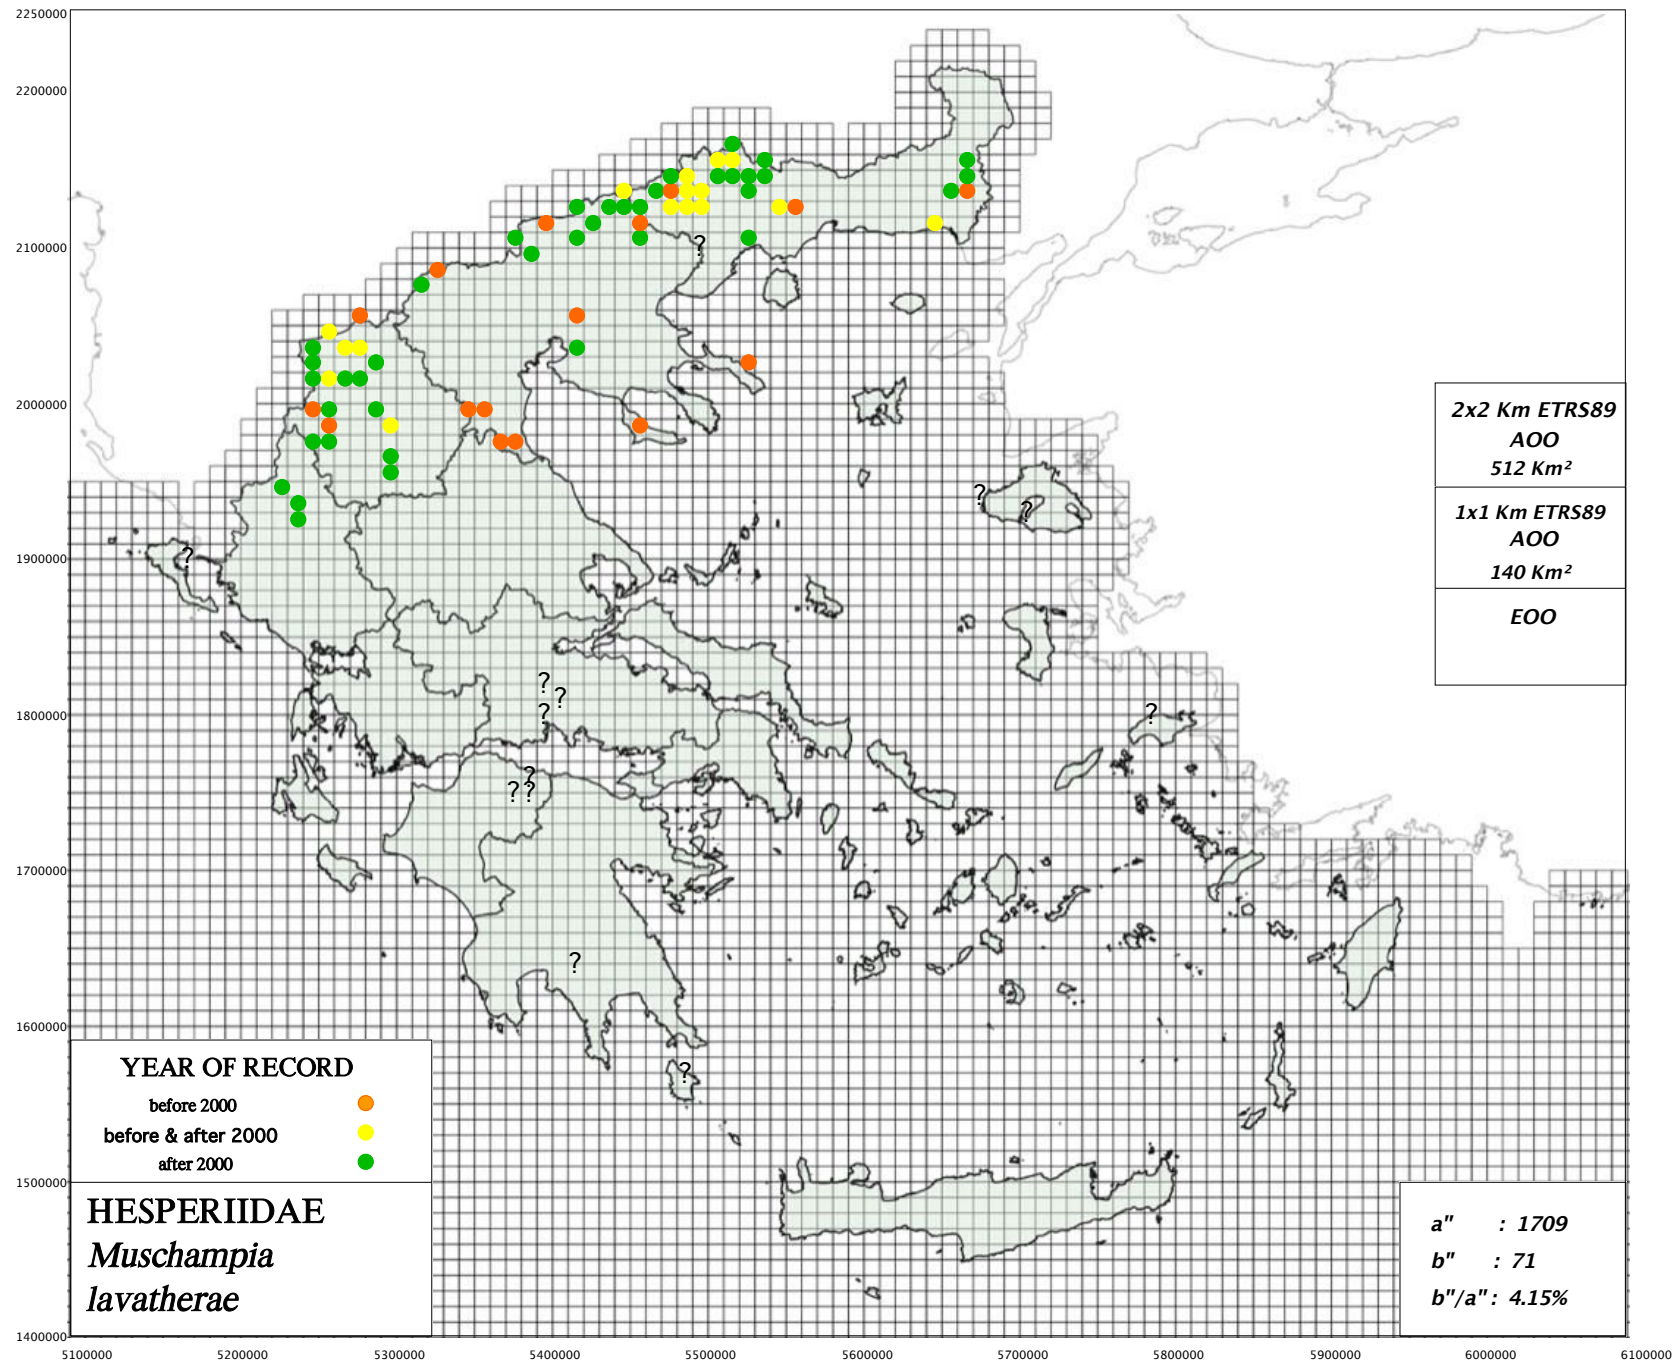 2250000
2200000
2100000
2000000
1900000
1800000
1700000
1600000
1500000
1400000
5100000 5200000 5300000 5400000 5500000 5600000 5700000 5800000 5900000 6000000 6100000
?
? ?
?
?
?
?
?
?
? ?
?
?
2x2 Km ETRS89
AOO
512 Km²
1x1 Km ETRS89
AOO
140 Km²
EOO
YEAR OF RECORD
before 2000
before & after 2000
after 2000
HESPERIIDAE
Muschampia
lavatherae
a" : 1709
b" : 71
b"/a" : 4.15%